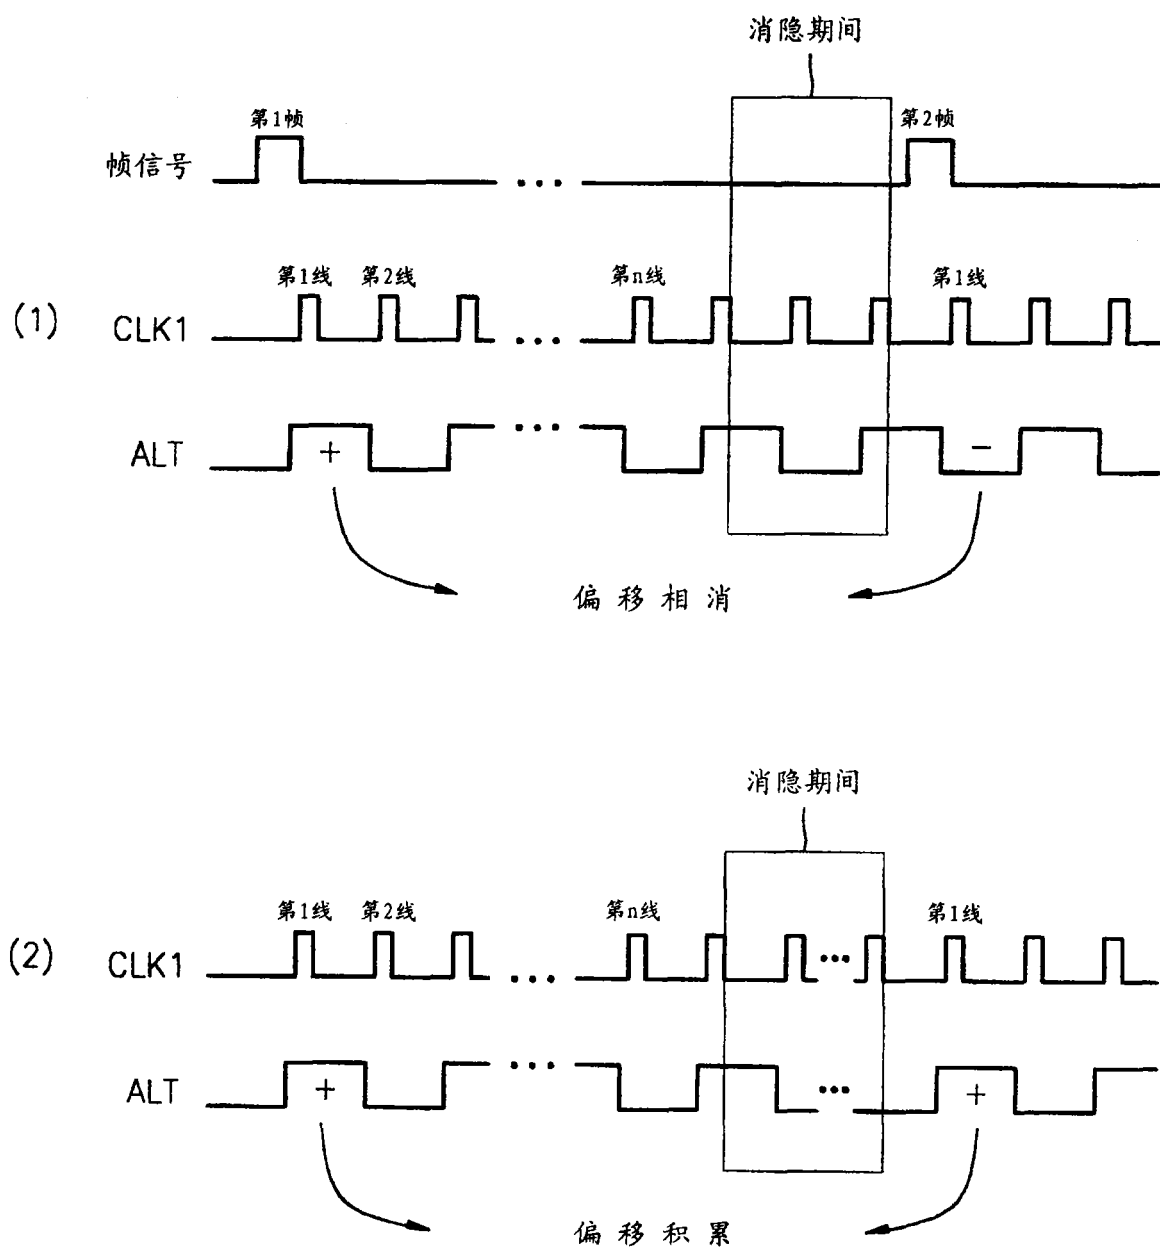 消隐期间
第1帧
第2帧
帧信号
第1线 第2线 第n线 第1线
(1) CLK1
ALT + -
偏移相消
消隐期间
第1线 第2线 第n线 第1线
(2) CLK1
ALT + +
偏移积累